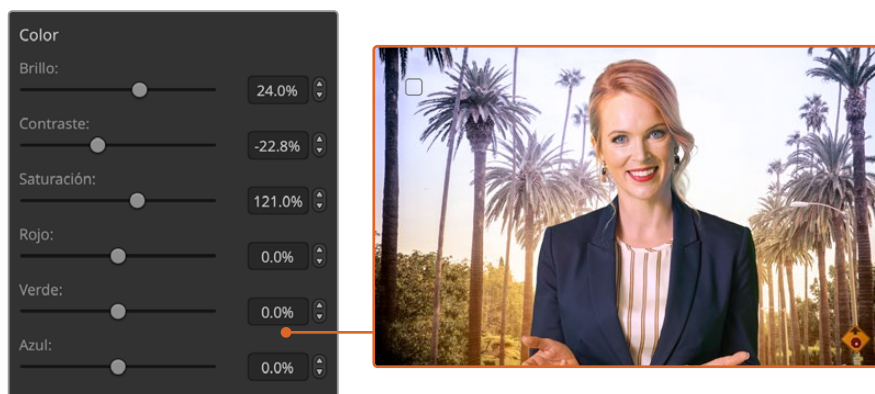 Color
Brillo:
24.0%
Contraste:
-22.8%
Saturación:
121.0%
Rojo:
0.0%
Verde:
0.0%
Azul:
0.0%